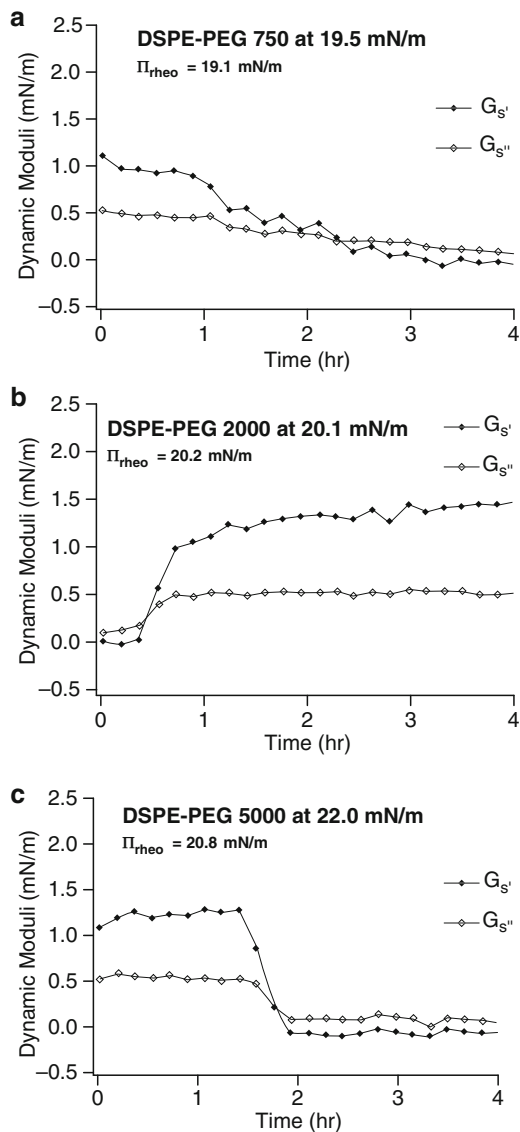 a
DSPE-PEG 750 at 19.5 mN/m
Πrheo = 19.1 mN/m
Gs'
Gs''
Dynamic Moduli (mN/m)
2.5
2.0
1.5
1.0
0.5
0.0
−0.5
0 1 2 3 4
Time (hr)
b
DSPE-PEG 2000 at 20.1 mN/m
Πrheo = 20.2 mN/m
Gs'
Gs''
Dynamic Moduli (mN/m)
2.5
2.0
1.5
1.0
0.5
0.0
−0.5
0 1 2 3 4
Time (hr)
c
DSPE-PEG 5000 at 22.0 mN/m
Πrheo = 20.8 mN/m
Gs'
Gs''
Dynamic Moduli (mN/m)
2.5
2.0
1.5
1.0
0.5
0.0
−0.5
0 1 2 3 4
Time (hr)